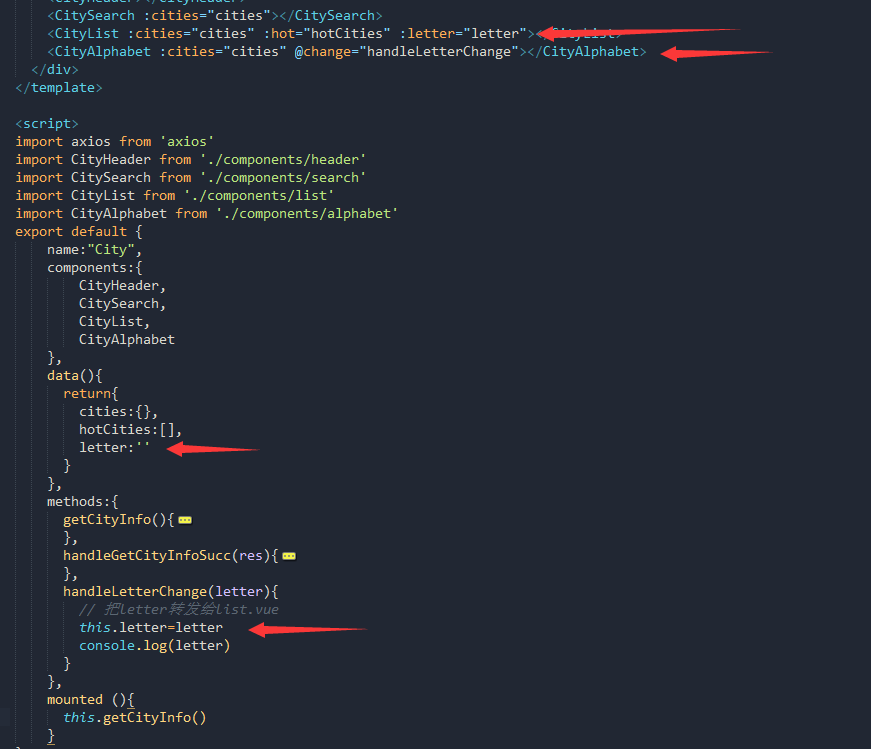 <CityHeader></CityHeader>
<CitySearch :cities="cities"></CitySearch>
<CityList :cities="cities" :hot="hotCities" :letter="letter"></CityList>
<CityAlphabet :cities="cities" @change="handleLetterChange"></CityAlphabet>
</div>
</template>
<script>
import axios from 'axios'
import CityHeader from './components/header'
import CitySearch from './components/search'
import CityList from './components/list'
import CityAlphabet from './components/alphabet'
export default {
name:"City",
components:{
CityHeader,
CitySearch,
CityList,
CityAlphabet
},
data(){
return{
cities:{},
hotCities:[],
letter:''
}
},
methods:{
getCityInfo(){
},
handleGetCityInfoSucc(res){
},
handleLetterChange(letter){
// 把letter转发给list.vue
this.letter=letter
console.log(letter)
}
},
mounted (){
this.getCityInfo()
}